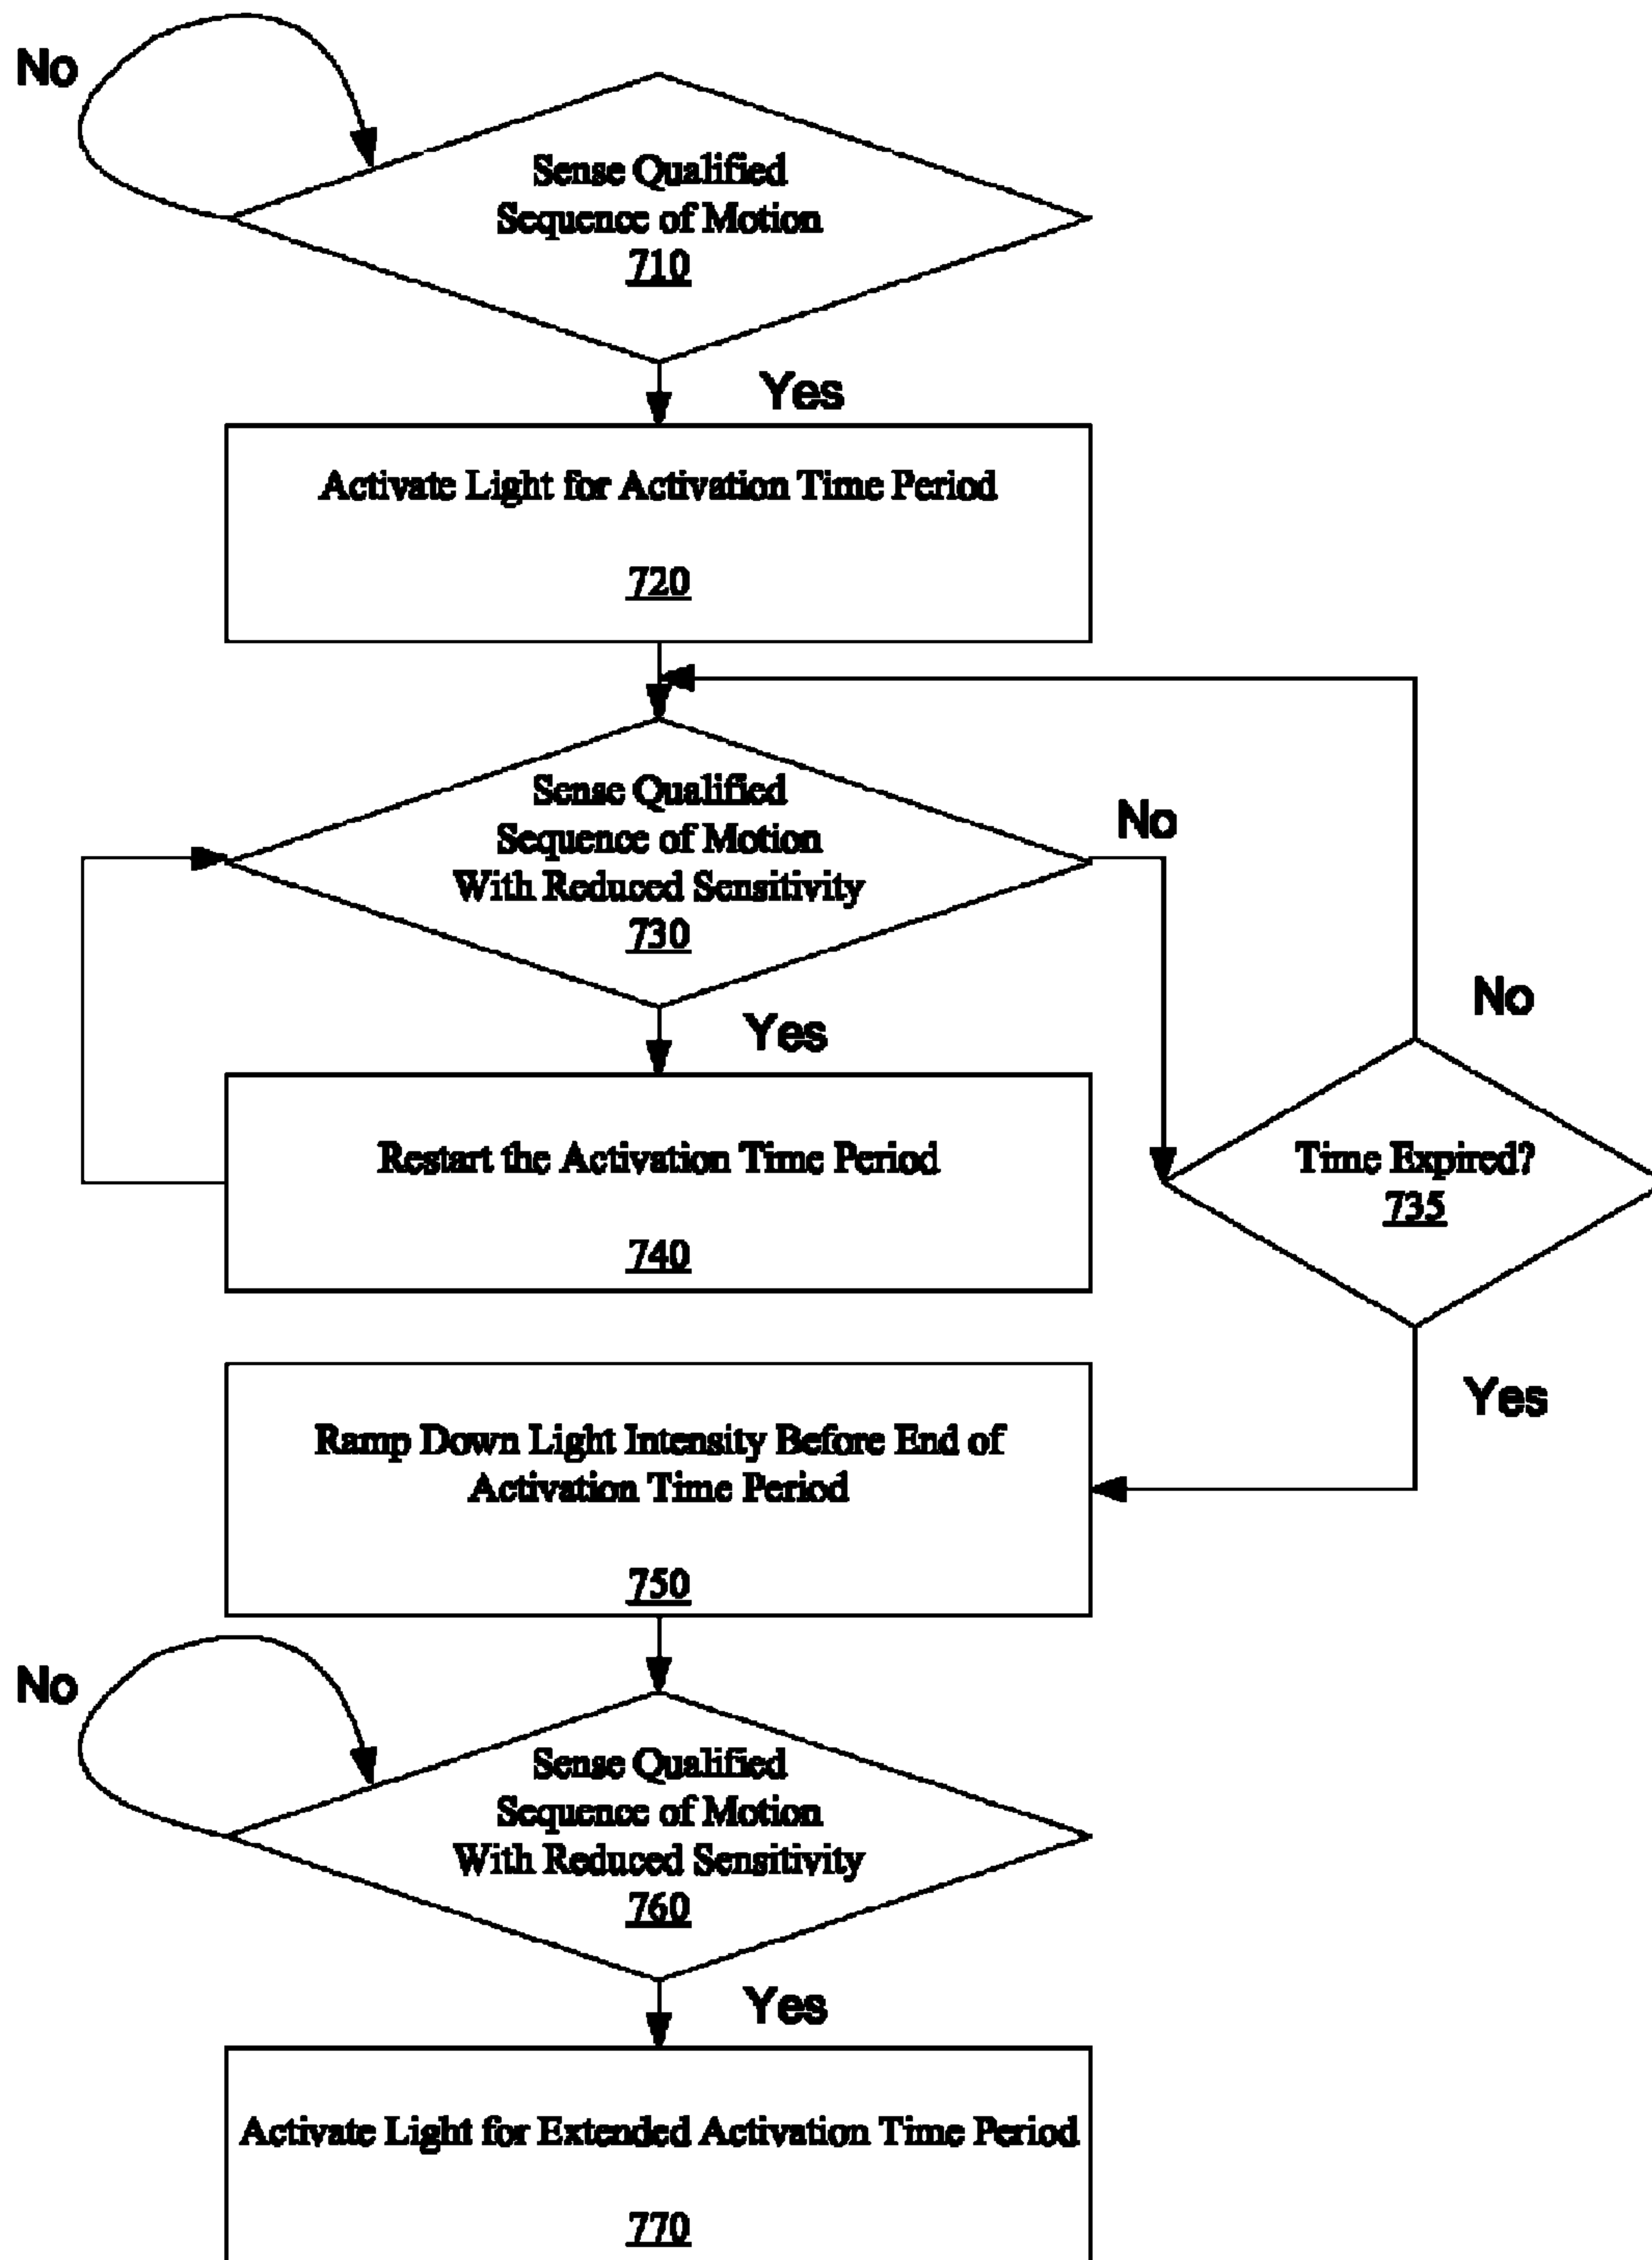 No
Sense Qualified
Sequence of Motion
710
Yes
Activate Light for Activation Time Period
720
Sense Qualified
Sequence of Motion
With Reduced Sensitivity
730
No
Yes
No
Restart the Activation Time Period
740
Time Expired?
735
Yes
Ramp Down Light Intensity Before End of
Activation Time Period
750
No
Sense Qualified
Sequence of Motion
With Reduced Sensitivity
760
Yes
Activate Light for Extended Activation Time Period
770